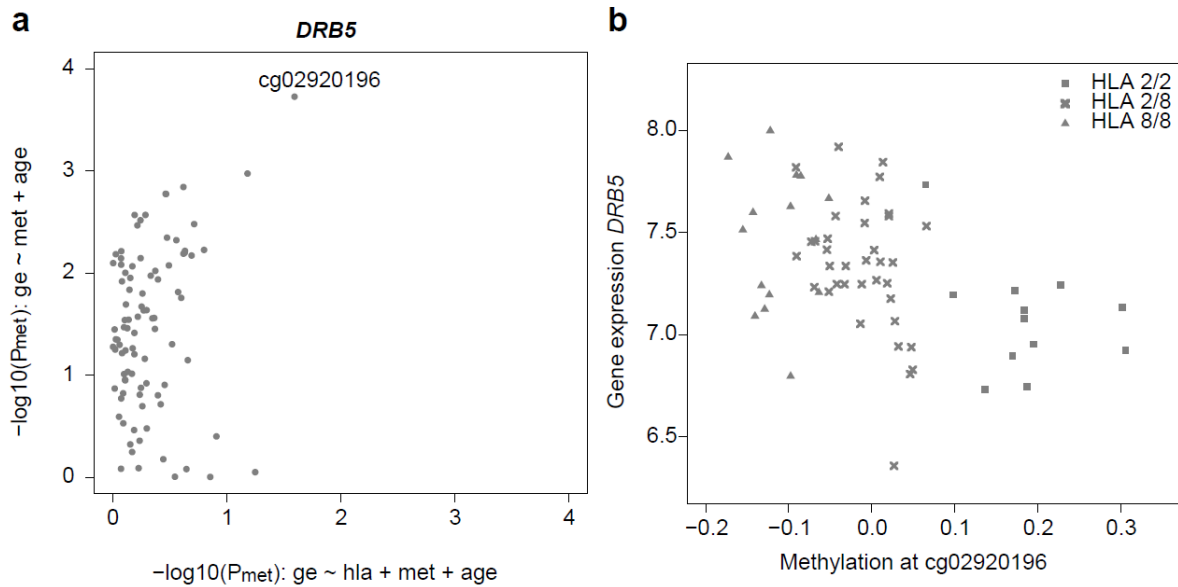 a
DRB5
cg02920196
4
3
2
1
0
−log10(Pmet): ge ~ met + age
0 1 2 3 4
−log10(Pmet): ge ~ hla + met + age
b
HLA 2/2
HLA 2/8
HLA 8/8
8.0
7.5
7.0
6.5
Gene expression DRB5
−0.2 −0.1 0.0 0.1 0.2 0.3
Methylation at cg02920196